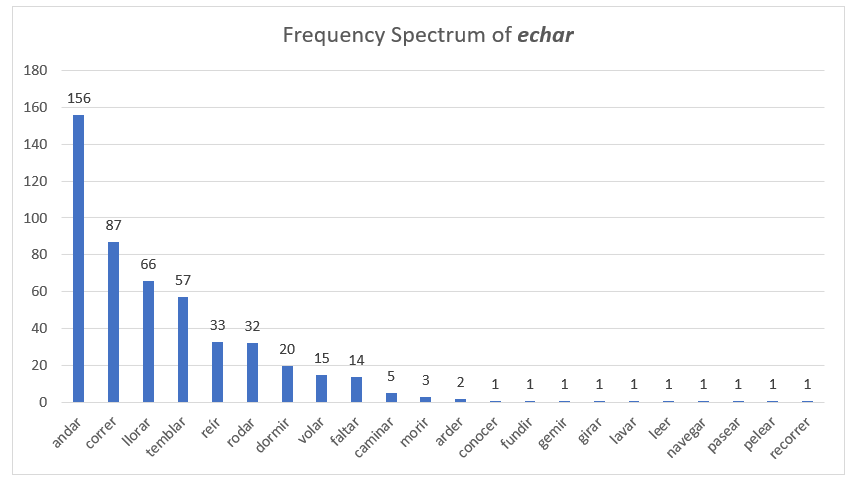 Frequency Spectrum of echar
180
160
140
120
100
80
60
40
20
0
156
87
66
57
33
32
20
15
14
5
3
2
1
1
1
1
1
1
1
1
1
1
andar
correr
llorar
temblar
reír
rodar
dormir
volar
faltar
caminar
morir
arder
conocer
fundir
gemir
girar
lavar
leer
navegar
pasear
pelear
recorrer